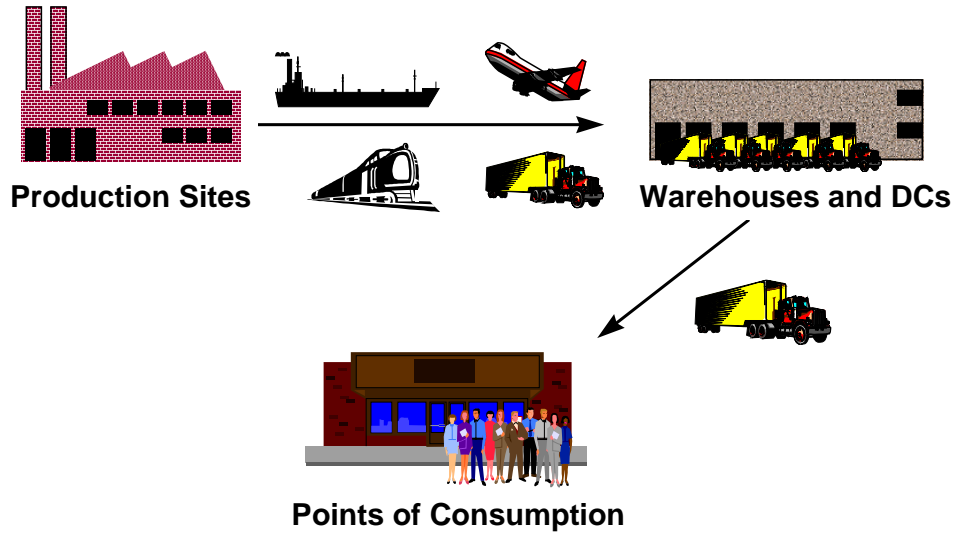 Production Sites
Warehouses and DCs
Points of Consumption